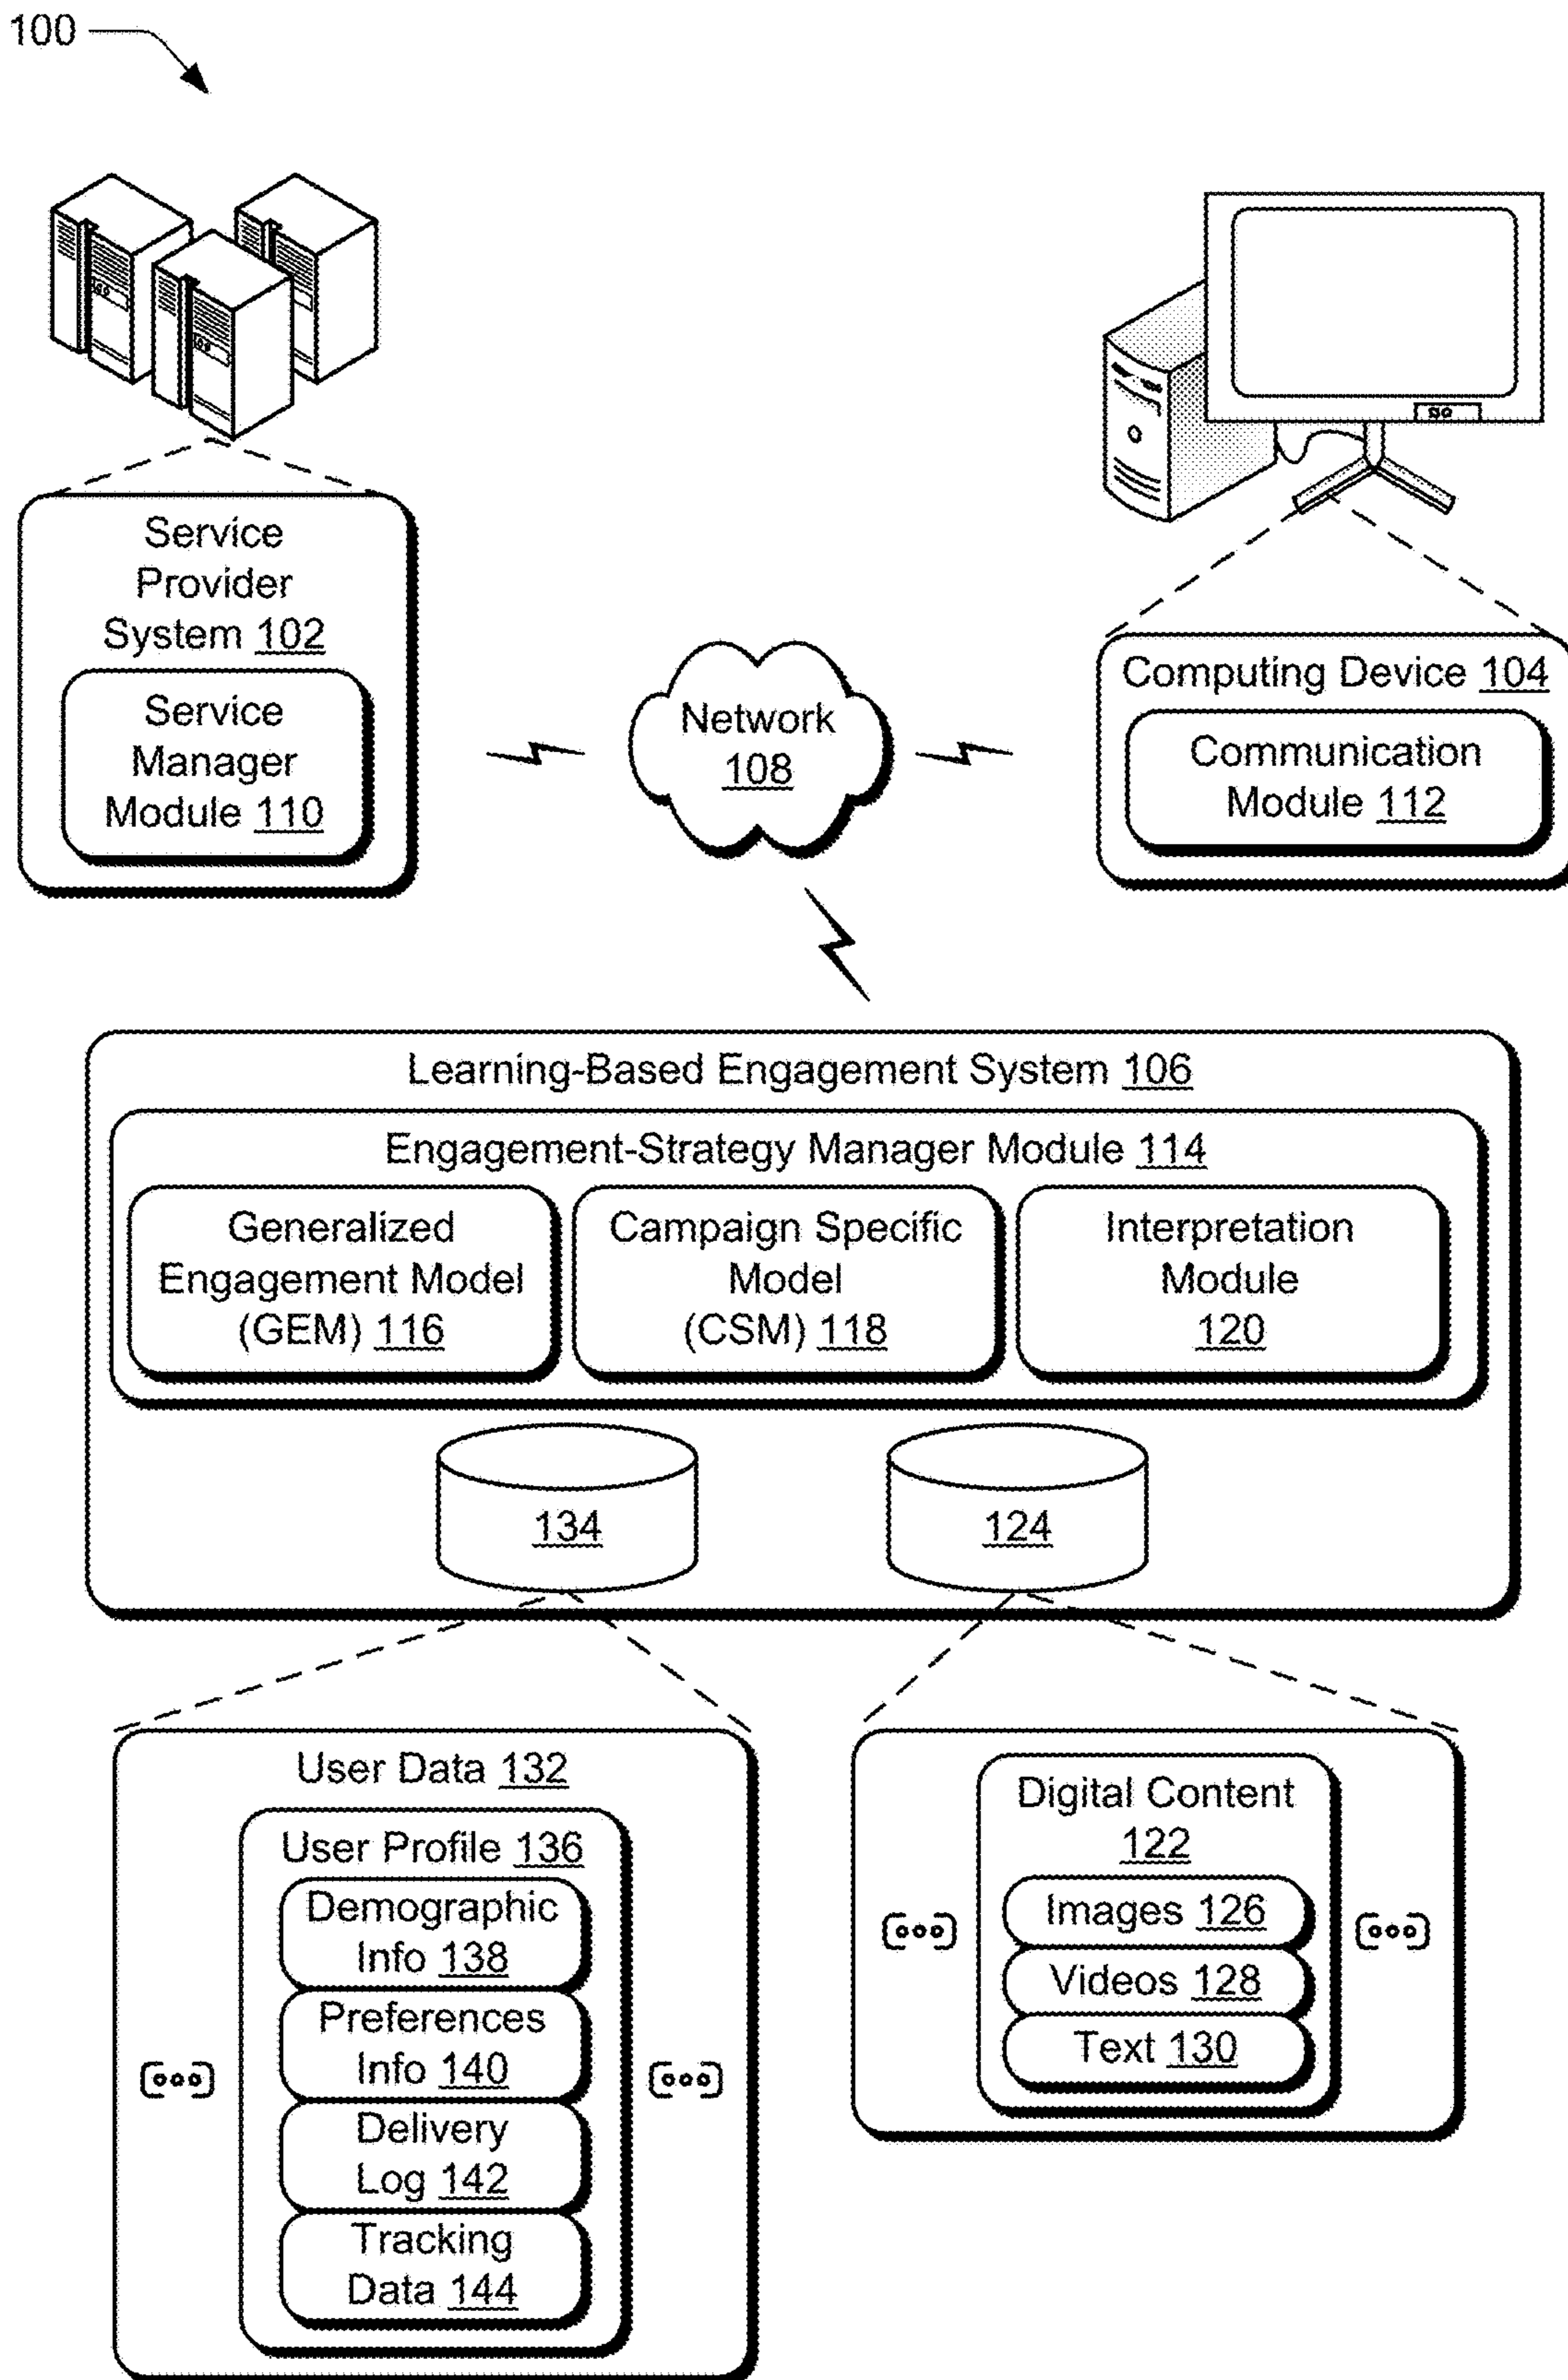 100
Service
Provider
System 102
Service
Manager
Module 110
Network
108
Computing Device 104
Communication
Module 112
Learning-Based Engagement System 106
Engagement-Strategy Manager Module 114
Generalized
Engagement Model
(GEM) 116
Campaign Specific
Model
(CSM) 118
Interpretation
Module
120
134
124
User Data 132
User Profile 136
Demographic
Info 138
Preferences
Info 140
Delivery
Log 142
Tracking
Data 144
Digital Content
122
Images 126
Videos 128
Text 130